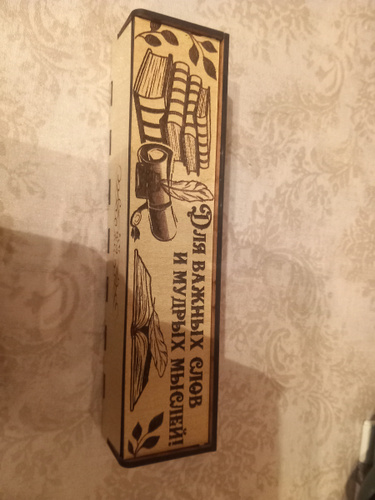 Для важных слов
и мудрых мыслей!